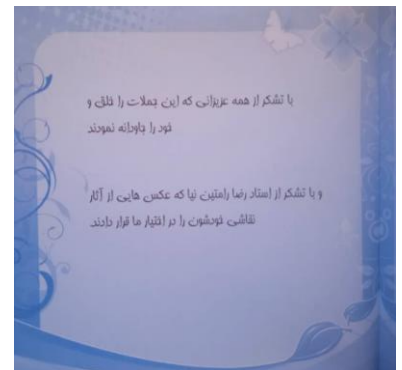 با تشکر از همه عزیزانی که این جملات را خلق و
خود را جاودانه نمودند
و با تشکر از استاد رضا رامتین نیا که عکس هایی از آثار
نقاشی خودشون را در اختیار ما قرار دادند